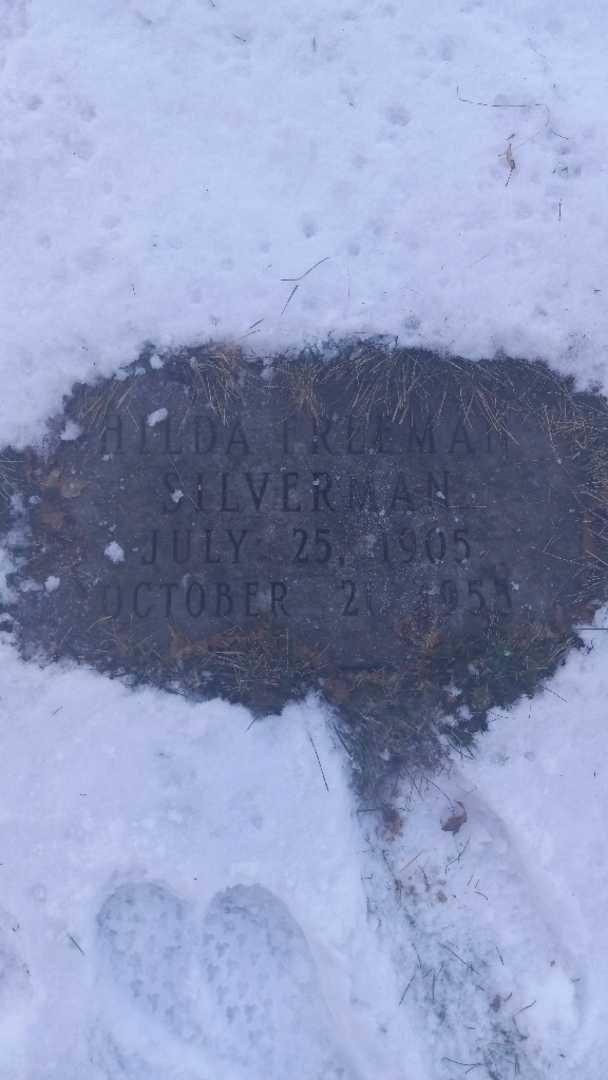 HILDA FREEMAN
SILVERMAN
JULY 25, 1905
OCTOBER